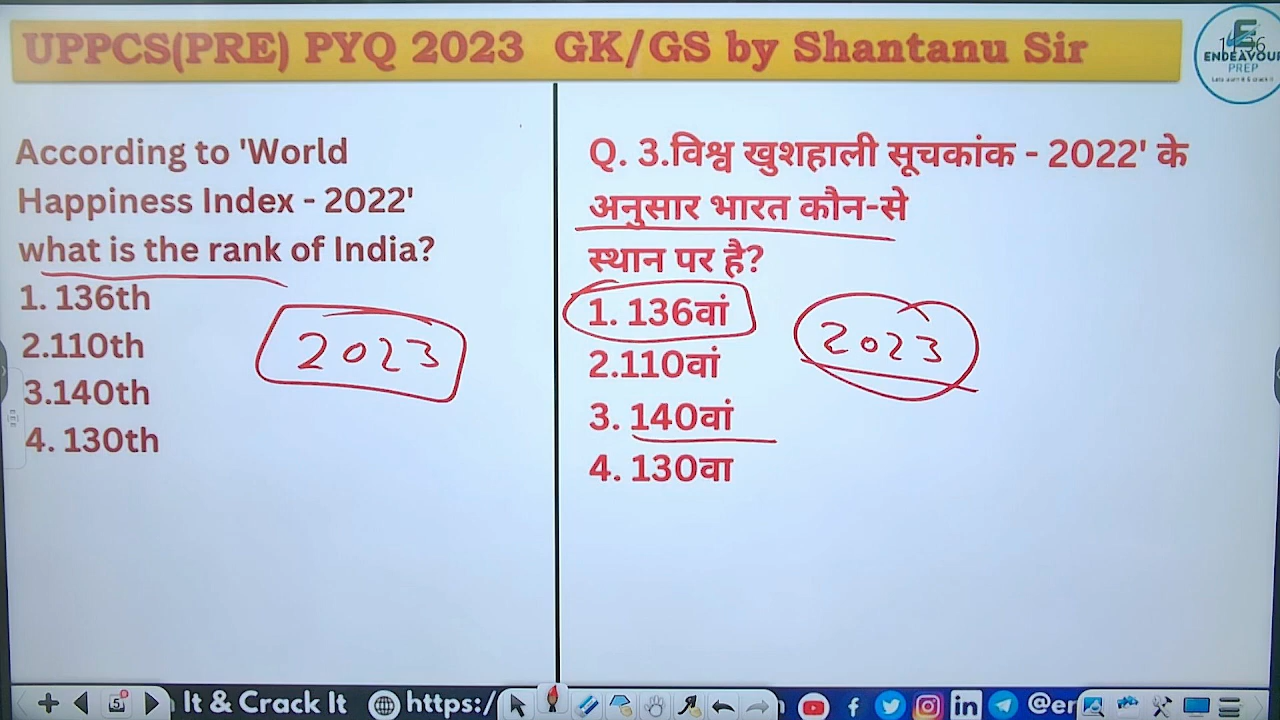 UPPCS(PRE) PYQ 2023 GK/GS by Shantanu Sir
ENDEAVOUR
PREP
According to 'World
Happiness Index - 2022'
what is the rank of India?
1. 136th
2.110th
3.140th
4. 130th
2023
Q. 3.विश्व खुशहाली सूचकांक - 2022' के
अनुसार भारत कौन-से
स्थान पर है?
1. 136वां
2.110वां
3. 140वां
4. 130वा
2023
It & Crack It
https:/
in
@er